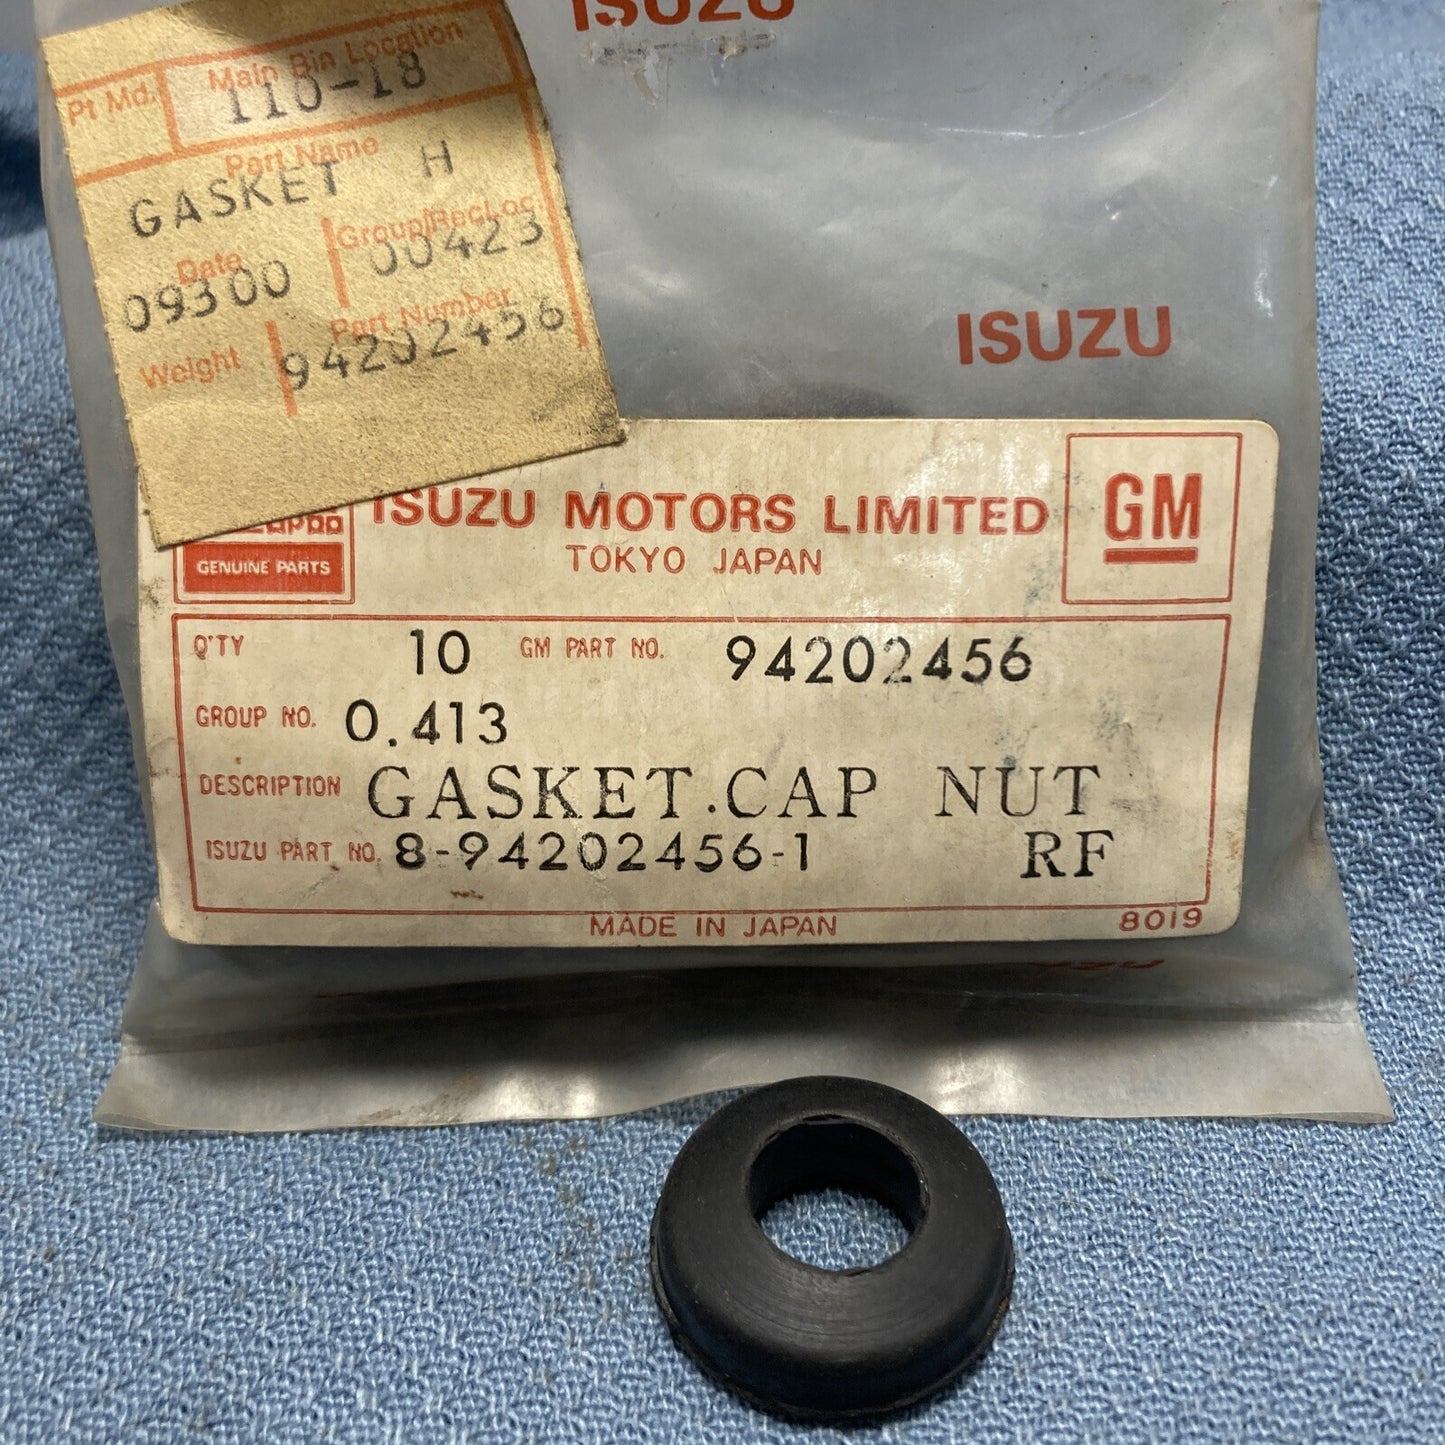 ISUZU
Main Bin Location
Pt Md.
110-18
Part Name
GASKET H
Date
Group/RecLoc
09300
00423
Part Number
Weight
94202456
ISUZU
ISUZU MOTORS LIMITED
GM
TOKYO JAPAN
GENUINE PARTS
Q'TY 10 GM PART NO. 94202456
GROUP NO. 0.413
DESCRIPTION GASKET.CAP NUT
ISUZU PART NO. 8-94202456-1 RF
MADE IN JAPAN 8019